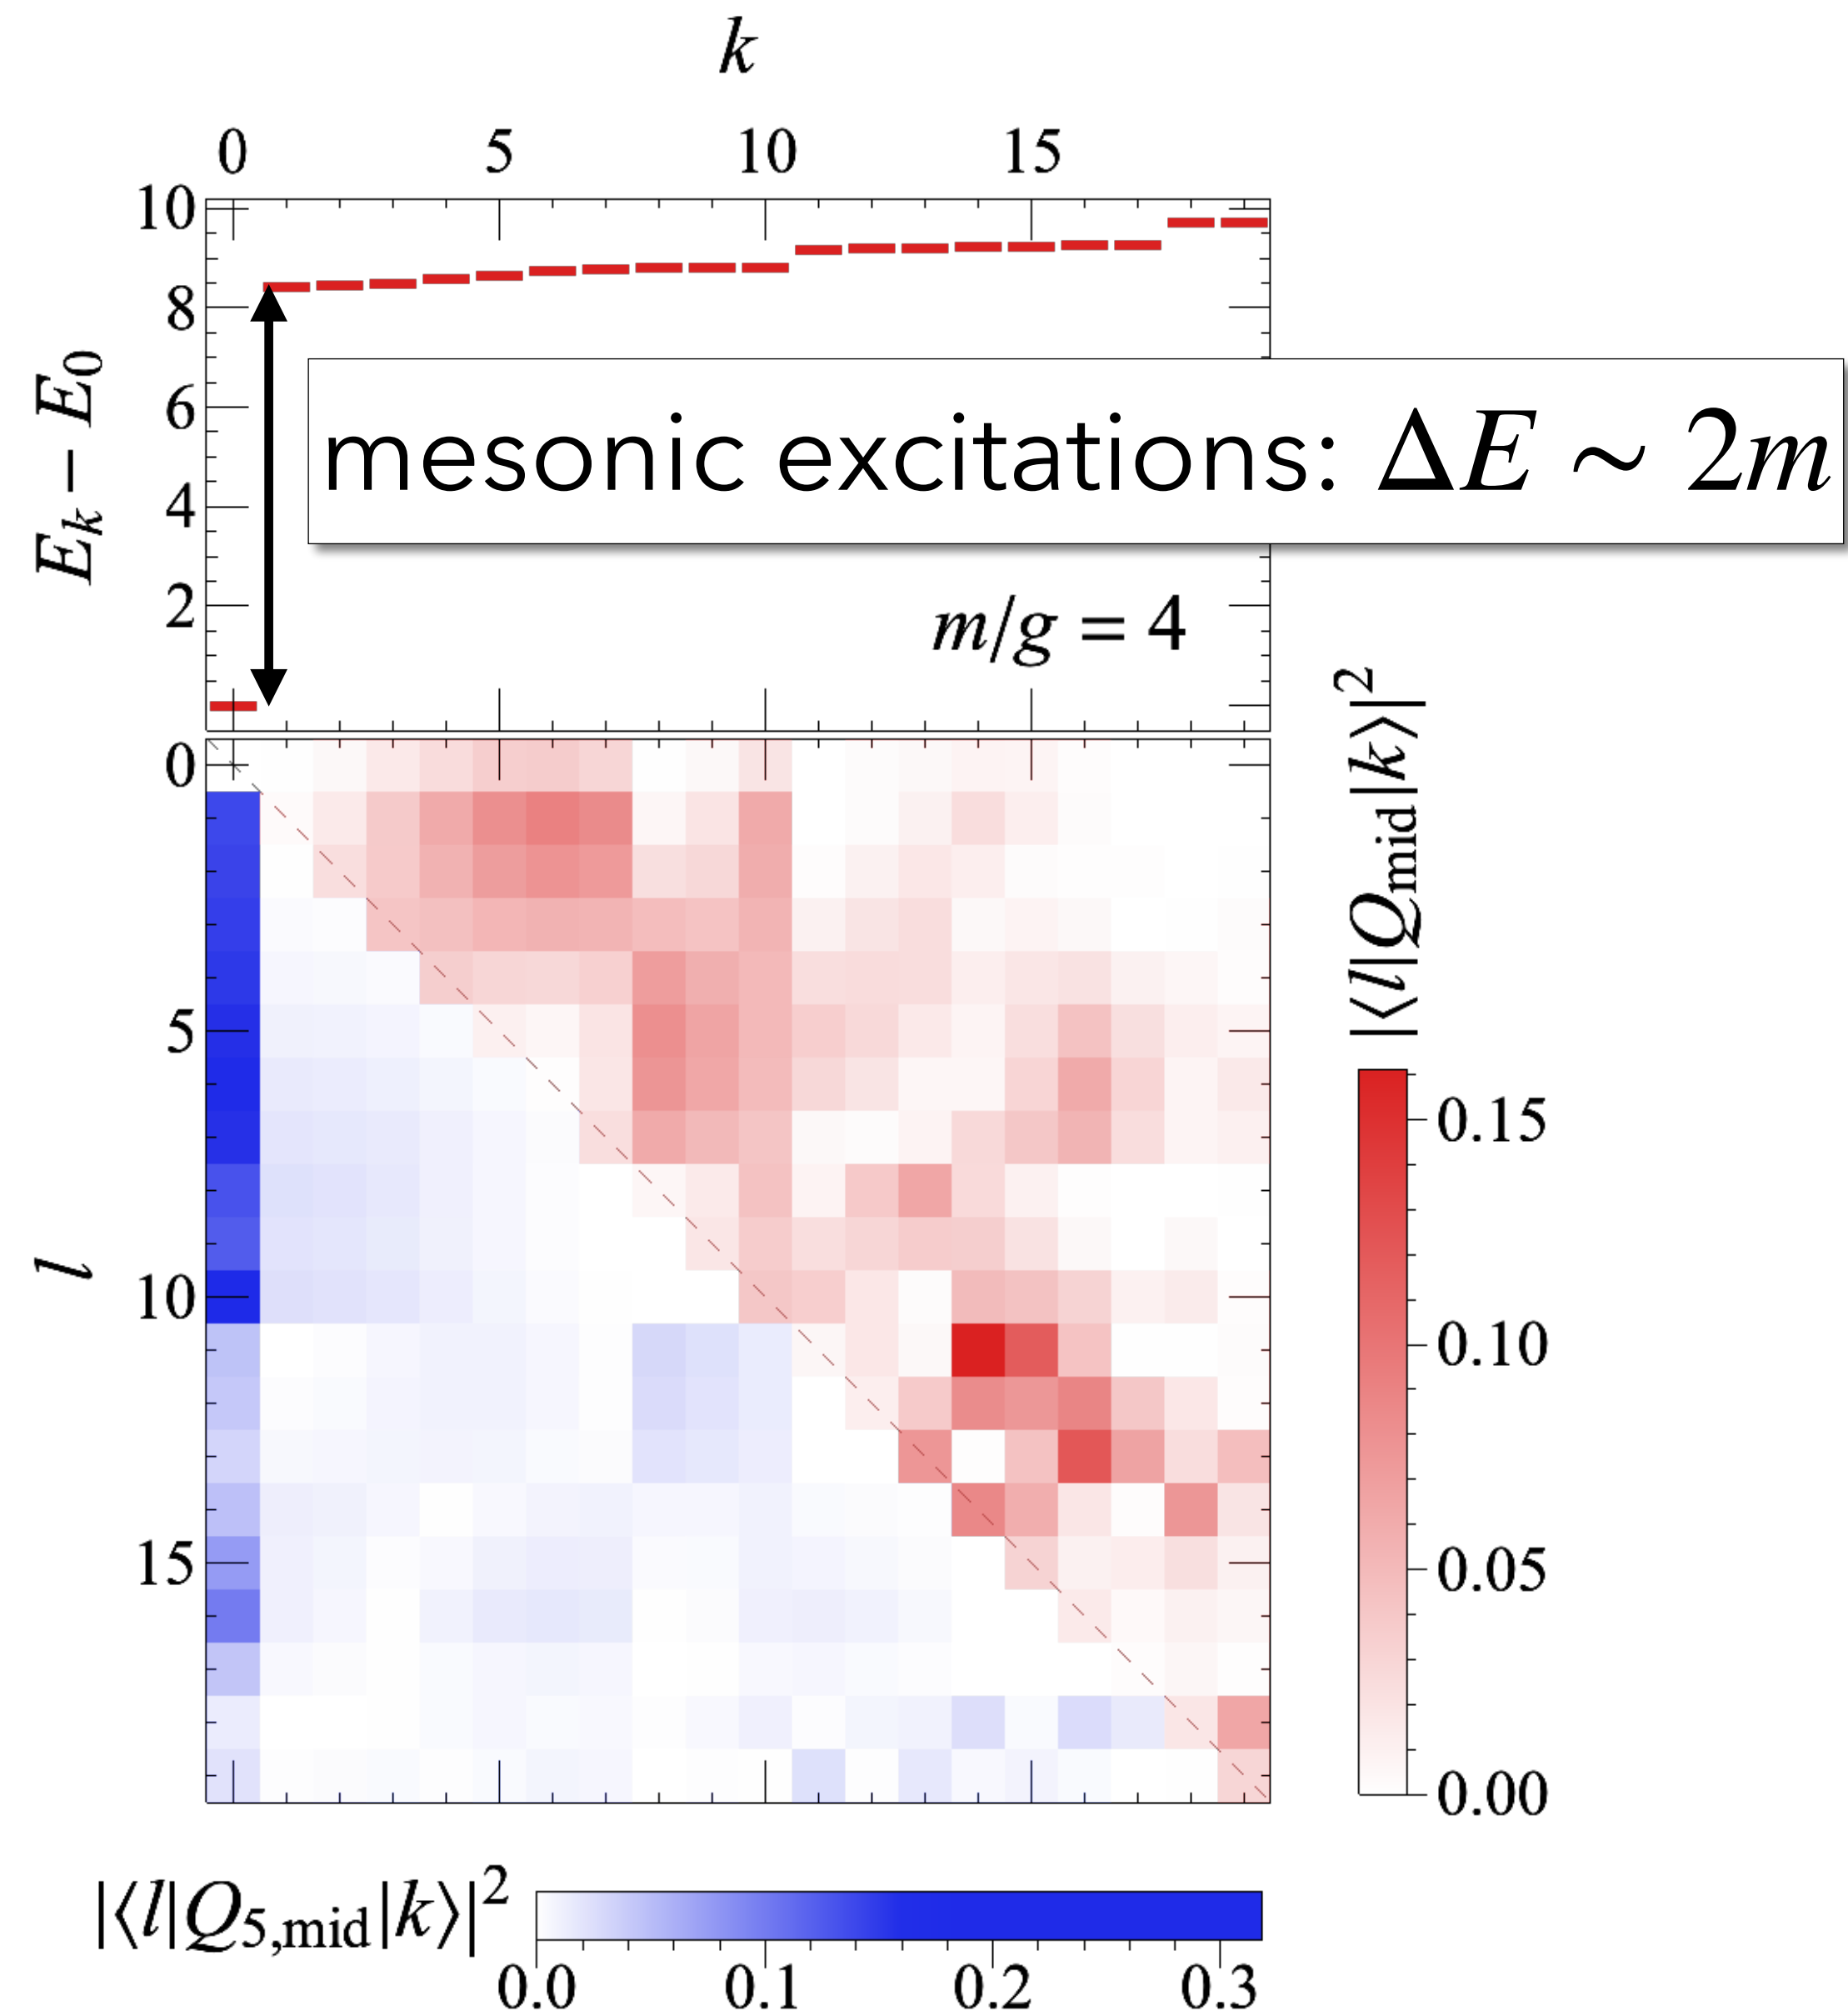 k
0 5 10 15
10
8
6
4
2
E_k − E_0
mesonic excitations: ΔE ~ 2m
m/g = 4
0
5
10
15
l
|⟨l|Q_mid|k⟩|²
0.15
0.10
0.05
0.00
|⟨l|Q_5,mid|k⟩|²
0.0 0.1 0.2 0.3